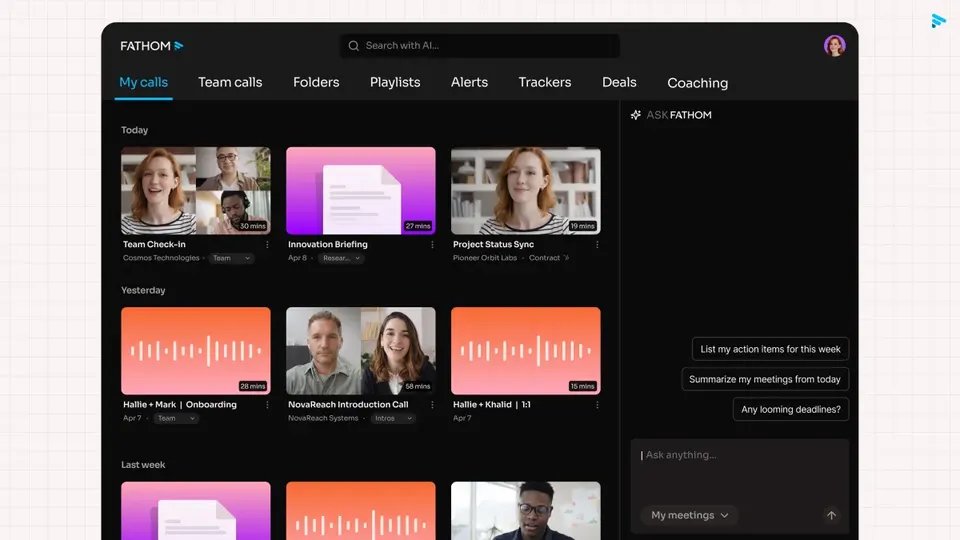 FATHOM
Search with AI...
My calls
Team calls
Folders
Playlists
Alerts
Trackers
Deals
Coaching
Today
ASK FATHOM
30 mins
27 mins
19 mins
Team Check-in
Innovation Briefing
Project Status Sync
Cosmos Technologies - Team
Apr 8 - Resear...
Pioneer Orbit Labs - Contract
Yesterday
28 mins
58 mins
15 mins
Hallie + Mark | Onboarding
NovaReach Introduction Call
Hallie + Khalid | 1:1
Apr 7 - Team
NovaReach Systems - Intros
Apr 7
Last week
List my action items for this week
Summarize my meetings from today
Any looming deadlines?
Ask anything...
My meetings